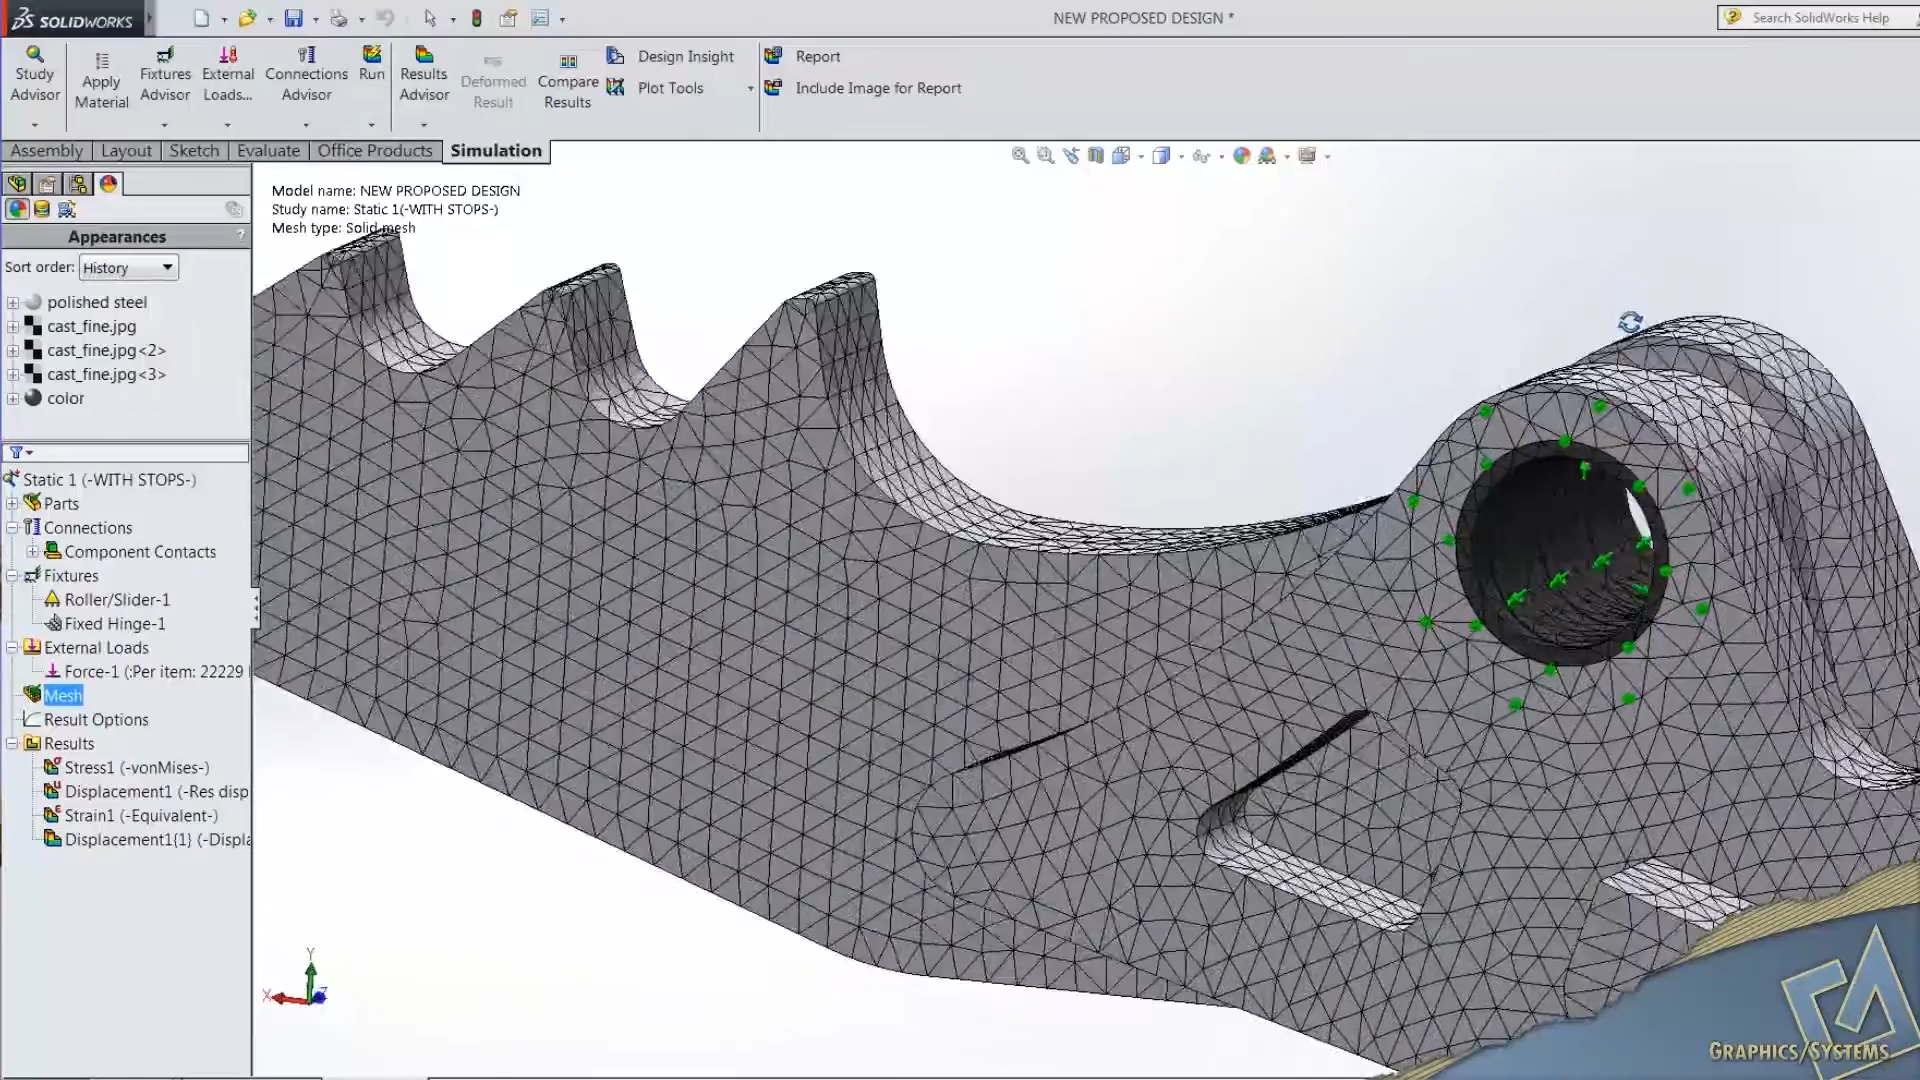 SOLIDWORKS
NEW PROPOSED DESIGN *
Search SolidWorks Help
Study Advisor
Apply Material
Fixtures Advisor
External Loads...
Connections Advisor
Run
Results Advisor
Deformed Result
Compare Results
Design Insight
Plot Tools
Report
Include Image for Report
Assembly
Layout
Sketch
Evaluate
Office Products
Simulation
Model name: NEW PROPOSED DESIGN
Study name: Static 1(-WITH STOPS-)
Mesh type: Solid mesh
Appearances
?
Sort order: History
polished steel
cast_fine.jpg
cast_fine.jpg<2>
cast_fine.jpg<3>
color
Static 1 (-WITH STOPS-)
Parts
Connections
Component Contacts
Fixtures
Roller/Slider-1
Fixed Hinge-1
External Loads
Force-1 (:Per item: 22229
Mesh
Result Options
Results
Stress1 (-vonMises-)
Displacement1 (-Res disp
Strain1 (-Equivalent-)
Displacement1{1} (-Displa
Y
X
Z
GRAPHICS/SYSTEMS